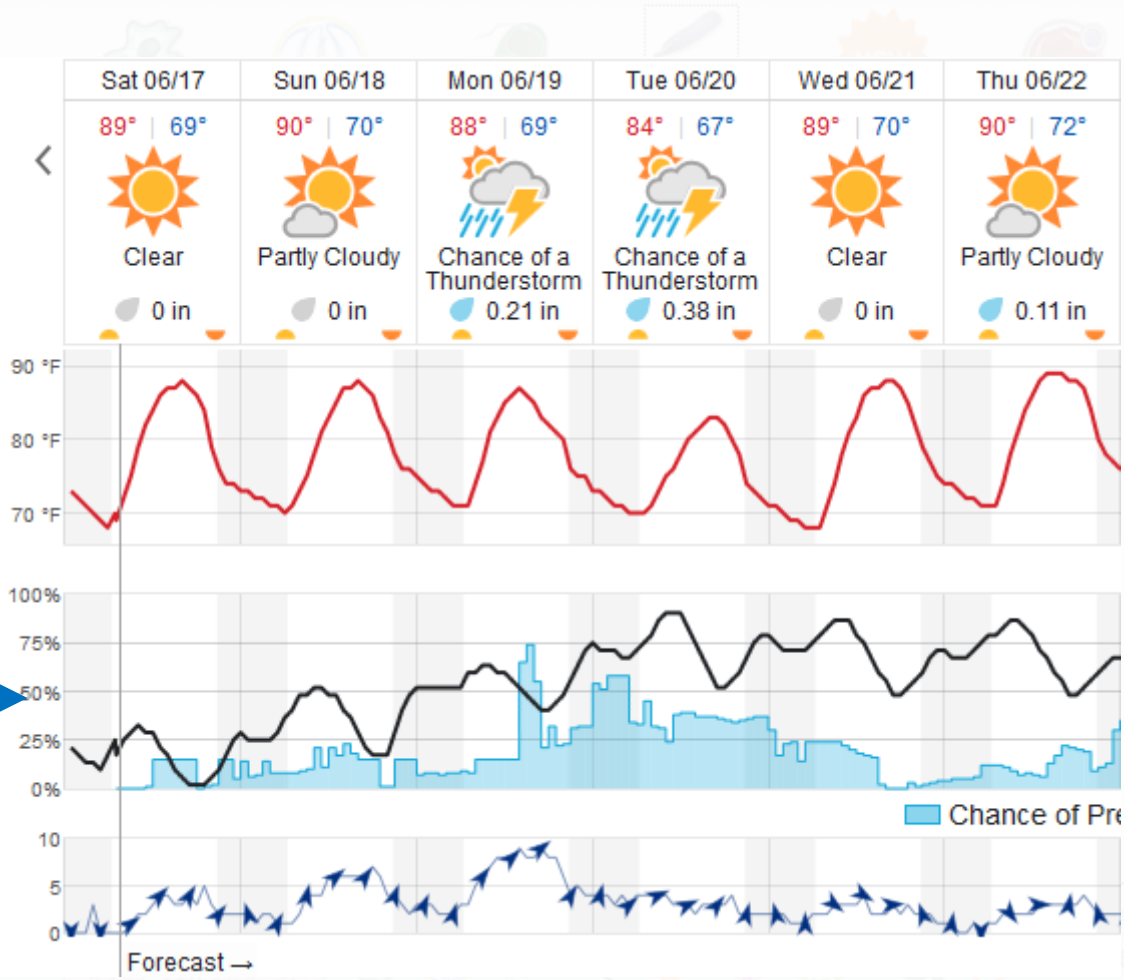 Sat 06/17 Sun 06/18 Mon 06/19 Tue 06/20 Wed 06/21 Thu 06/22
89° | 69° 90° | 70° 88° | 69° 84° | 67° 89° | 70° 90° | 72°
Clear Partly Cloudy Chance of a Chance of a Clear Partly Cloudy
Thunderstorm Thunderstorm
0 in 0 in 0.21 in 0.38 in 0 in 0.11 in
90 °F
80 °F
70 °F
100%
75%
50%
25%
0%
Chance of Pre
10
5
0
Forecast →